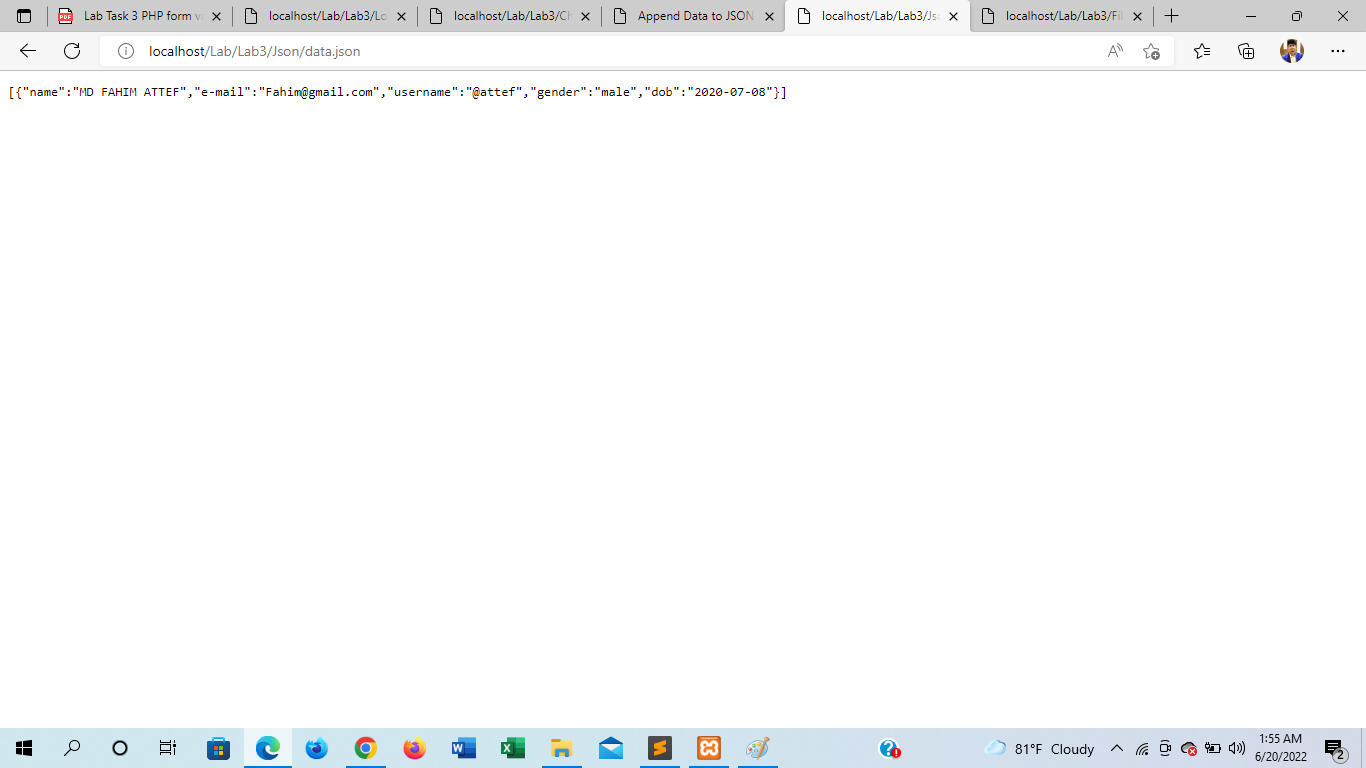 Lab Task 3 PHP form v
localhost/Lab/Lab3/Lo
localhost/Lab/Lab3/Ch
Append Data to JSON
localhost/Lab/Lab3/Js
localhost/Lab/Lab3/Fil
localhost/Lab/Lab3/Json/data.json
[{"name":"MD FAHIM ATTEF","e-mail":"Fahim@gmail.com","username":"@attef","gender":"male","dob":"2020-07-08"}]
81°F Cloudy
1:55 AM
6/20/2022
2